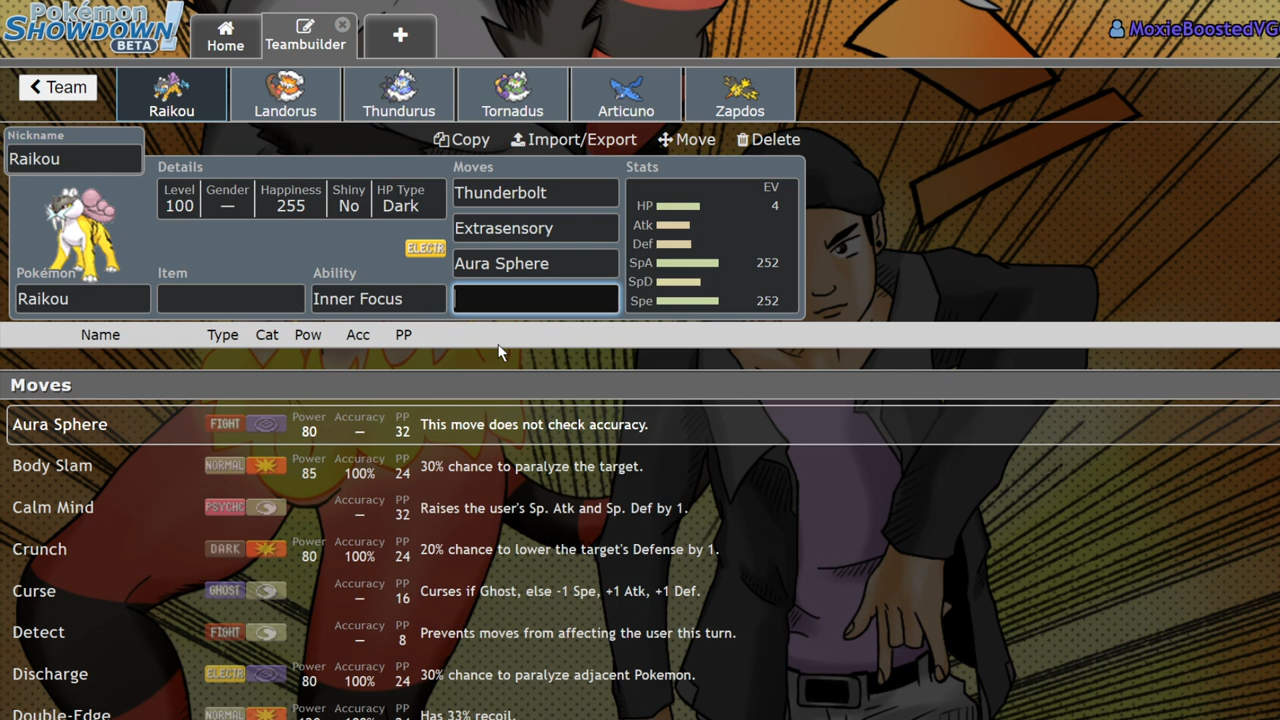 Pokémon
SHOWDOWN!
BETA
Home
Teambuilder
+
MoxieBoostedVG
Team
Raikou
Landorus
Thundurus
Tornadus
Articuno
Zapdos
Copy
Import/Export
Move
Delete
Nickname
Raikou
Details
Level Gender Happiness Shiny HP Type
100 — 255 No Dark
ELECTR
Pokémon
Raikou
Item
Ability
Inner Focus
Moves
Thunderbolt
Extrasensory
Aura Sphere
Stats
EV
HP 4
Atk
Def
SpA 252
SpD
Spe 252
Name Type Cat Pow Acc PP
Moves
Aura Sphere FIGHT Power 80 Accuracy — PP 32 This move does not check accuracy.
Body Slam NORMAL Power 85 Accuracy 100% PP 24 30% chance to paralyze the target.
Calm Mind PSYCHC Accuracy — PP 32 Raises the user's Sp. Atk and Sp. Def by 1.
Crunch DARK Power 80 Accuracy 100% PP 24 20% chance to lower the target's Defense by 1.
Curse GHOST Accuracy — PP 16 Curses if Ghost, else -1 Spe, +1 Atk, +1 Def.
Detect FIGHT Accuracy — PP 8 Prevents moves from affecting the user this turn.
Discharge ELECTR Power 80 Accuracy 100% PP 24 30% chance to paralyze adjacent Pokemon.
Double-Edge NORMAL Power Accuracy PP Has 33% recoil.